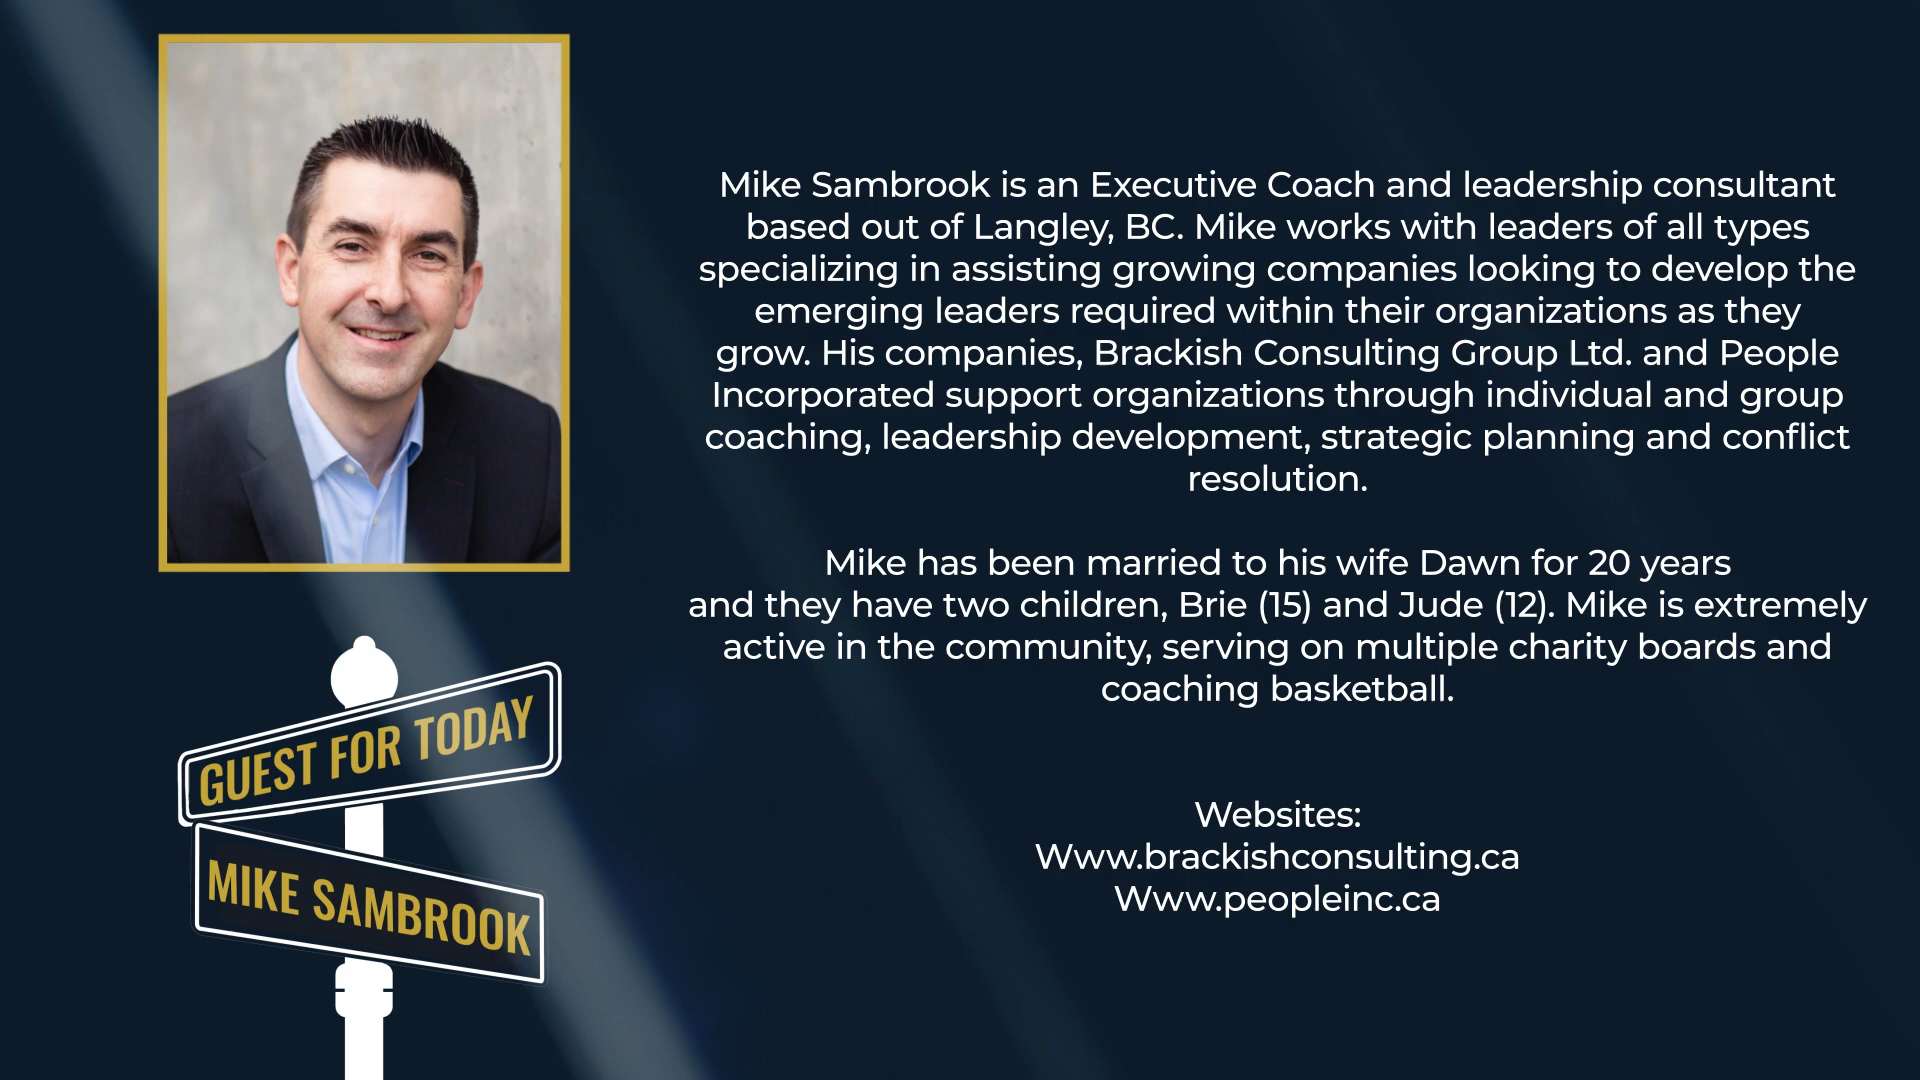 Mike Sambrook is an Executive Coach and leadership consultant
based out of Langley, BC. Mike works with leaders of all types
specializing in assisting growing companies looking to develop the
emerging leaders required within their organizations as they
grow. His companies, Brackish Consulting Group Ltd. and People
Incorporated support organizations through individual and group
coaching, leadership development, strategic planning and conflict
resolution.
Mike has been married to his wife Dawn for 20 years
and they have two children, Brie (15) and Jude (12). Mike is extremely
active in the community, serving on multiple charity boards and
coaching basketball.
Websites:
Www.brackishconsulting.ca
Www.peopleinc.ca
GUEST FOR TODAY
MIKE SAMBROOK